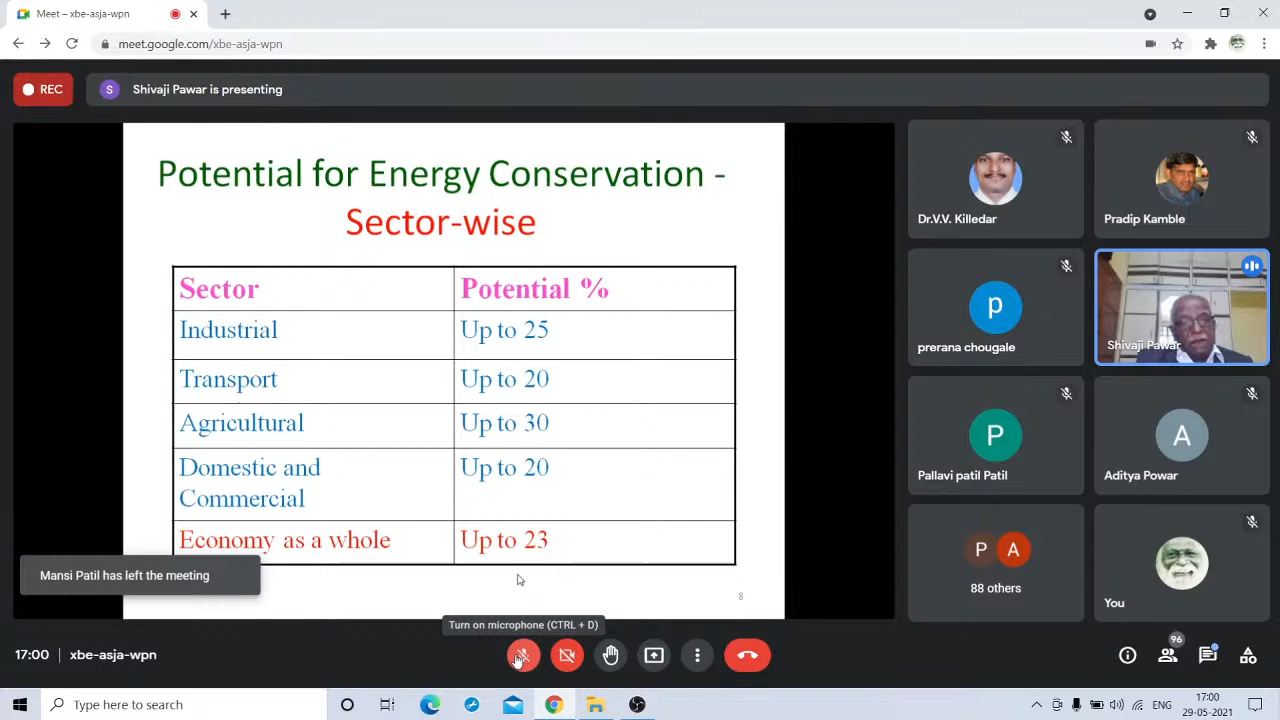 Meet – xbe-asja-wpn
meet.google.com/xbe-asja-wpn
REC
S
Shivaji Pawar is presenting
Potential for Energy Conservation -
Sector-wise
Sector Potential %
Industrial Up to 25
Transport Up to 20
Agricultural Up to 30
Domestic and Up to 20
Commercial
Economy as a whole Up to 23
8
Mansi Patil has left the meeting
Turn on microphone (CTRL + D)
Dr.V.V. Killedar
Pradip Kamble
p
prerana chougale
Shivaji Pawar
P
Pallavi patil Patil
A
Aditya Powar
P A
88 others
You
17:00 xbe-asja-wpn
96
Type here to search
ENG
17:00
29-05-2021